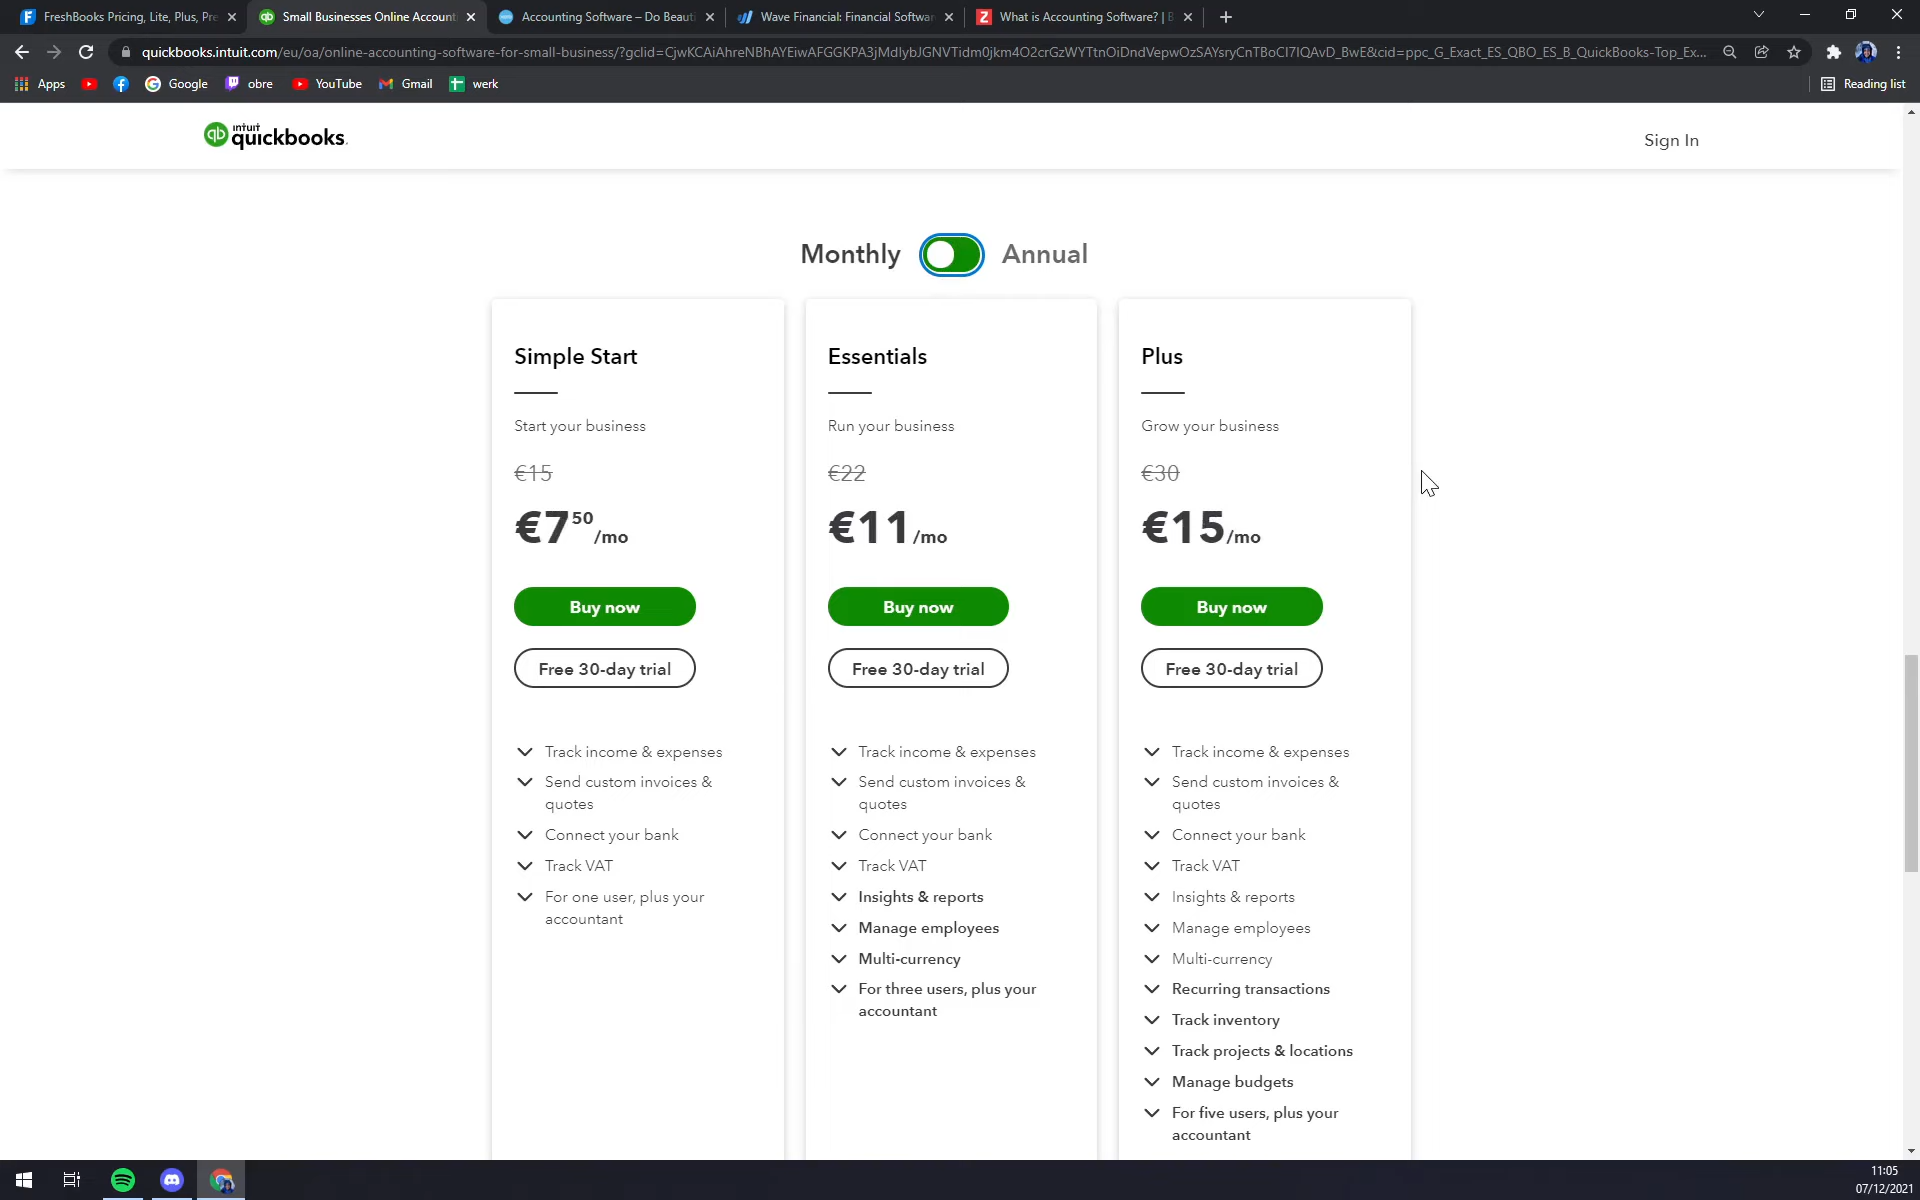 FreshBooks Pricing, Lite, Plus, Pre
Small Businesses Online Account
Accounting Software – Do Beauti
Wave Financial: Financial Softwar
What is Accounting Software? | B
quickbooks.intuit.com/eu/oa/online-accounting-software-for-small-business/?gclid=CjwKCAiAhreNBhAYEiwAFGGKPA3jMdIybJGNVTidm0jkm4O2crGzWYTtnOiDndVepwOzSAYsryCnTBoCI7IQAvD_BwE&cid=ppc_G_Exact_ES_QBO_ES_B_QuickBooks-Top_Ex...
Apps
Google
obre
YouTube
Gmail
werk
Reading list
intuit
quickbooks.
Sign In
Monthly
Annual
Simple Start
Start your business
€15
€7 50 /mo
Buy now
Free 30-day trial
Track income & expenses
Send custom invoices &
quotes
Connect your bank
Track VAT
For one user, plus your
accountant
Essentials
Run your business
€22
€11 /mo
Buy now
Free 30-day trial
Track income & expenses
Send custom invoices &
quotes
Connect your bank
Track VAT
Insights & reports
Manage employees
Multi-currency
For three users, plus your
accountant
Plus
Grow your business
€30
€15 /mo
Buy now
Free 30-day trial
Track income & expenses
Send custom invoices &
quotes
Connect your bank
Track VAT
Insights & reports
Manage employees
Multi-currency
Recurring transactions
Track inventory
Track projects & locations
Manage budgets
For five users, plus your
accountant
11:05
07/12/2021